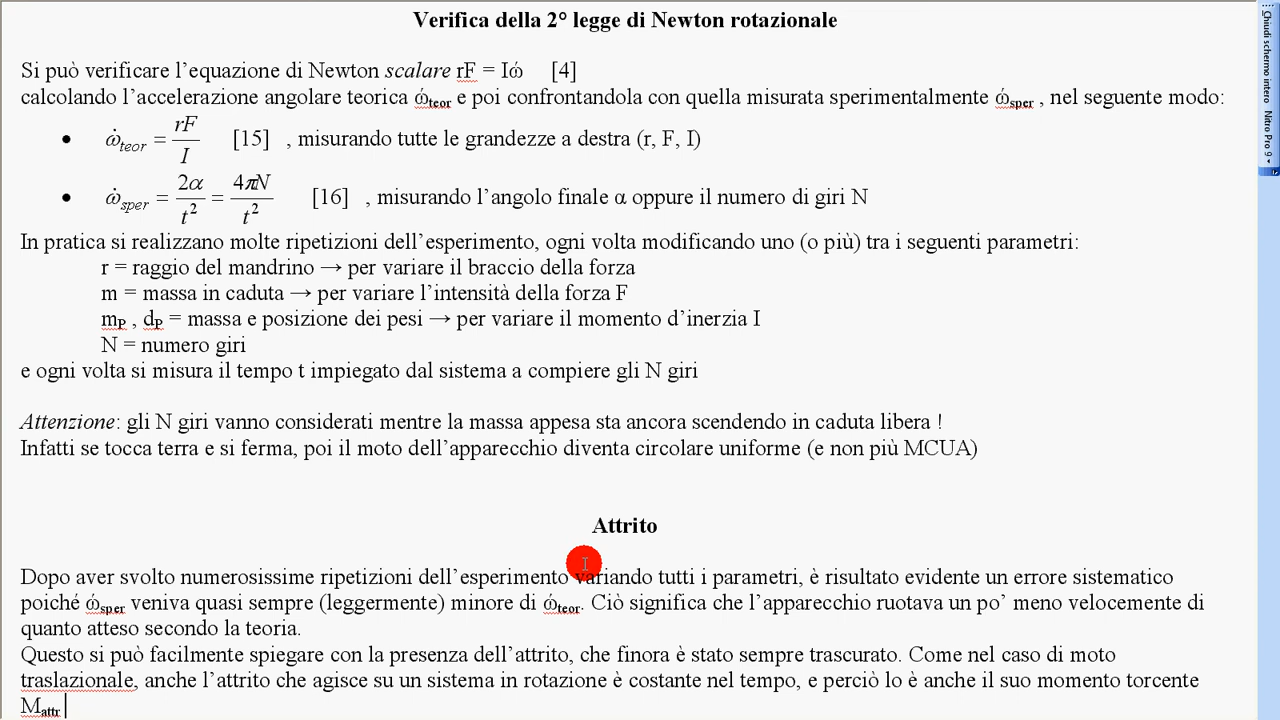 Verifica della 2° legge di Newton rotazionale
Si può verificare l'equazione di Newton scalare rF = Iώ [4]
calcolando l'accelerazione angolare teorica ώteor e poi confrontandola con quella misurata sperimentalmente ώsper , nel seguente modo:
• ω̇teor = rF/I [15] , misurando tutte le grandezze a destra (r, F, I)
• ω̇sper = 2α/t² = 4πN/t² [16] , misurando l'angolo finale α oppure il numero di giri N
In pratica si realizzano molte ripetizioni dell'esperimento, ogni volta modificando uno (o più) tra i seguenti parametri:
r = raggio del mandrino → per variare il braccio della forza
m = massa in caduta → per variare l'intensità della forza F
mP , dP = massa e posizione dei pesi → per variare il momento d'inerzia I
N = numero giri
e ogni volta si misura il tempo t impiegato dal sistema a compiere gli N giri
Attenzione: gli N giri vanno considerati mentre la massa appesa sta ancora scendendo in caduta libera !
Infatti se tocca terra e si ferma, poi il moto dell'apparecchio diventa circolare uniforme (e non più MCUA)
Attrito
Dopo aver svolto numerosissime ripetizioni dell'esperimento variando tutti i parametri, è risultato evidente un errore sistematico
poiché ώsper veniva quasi sempre (leggermente) minore di ώteor. Ciò significa che l'apparecchio ruotava un po' meno velocemente di
quanto atteso secondo la teoria.
Questo si può facilmente spiegare con la presenza dell'attrito, che finora è stato sempre trascurato. Come nel caso di moto
traslazionale, anche l'attrito che agisce su un sistema in rotazione è costante nel tempo, e perciò lo è anche il suo momento torcente
Mattr
Chiudi schermo intero
Nitro Pro 9